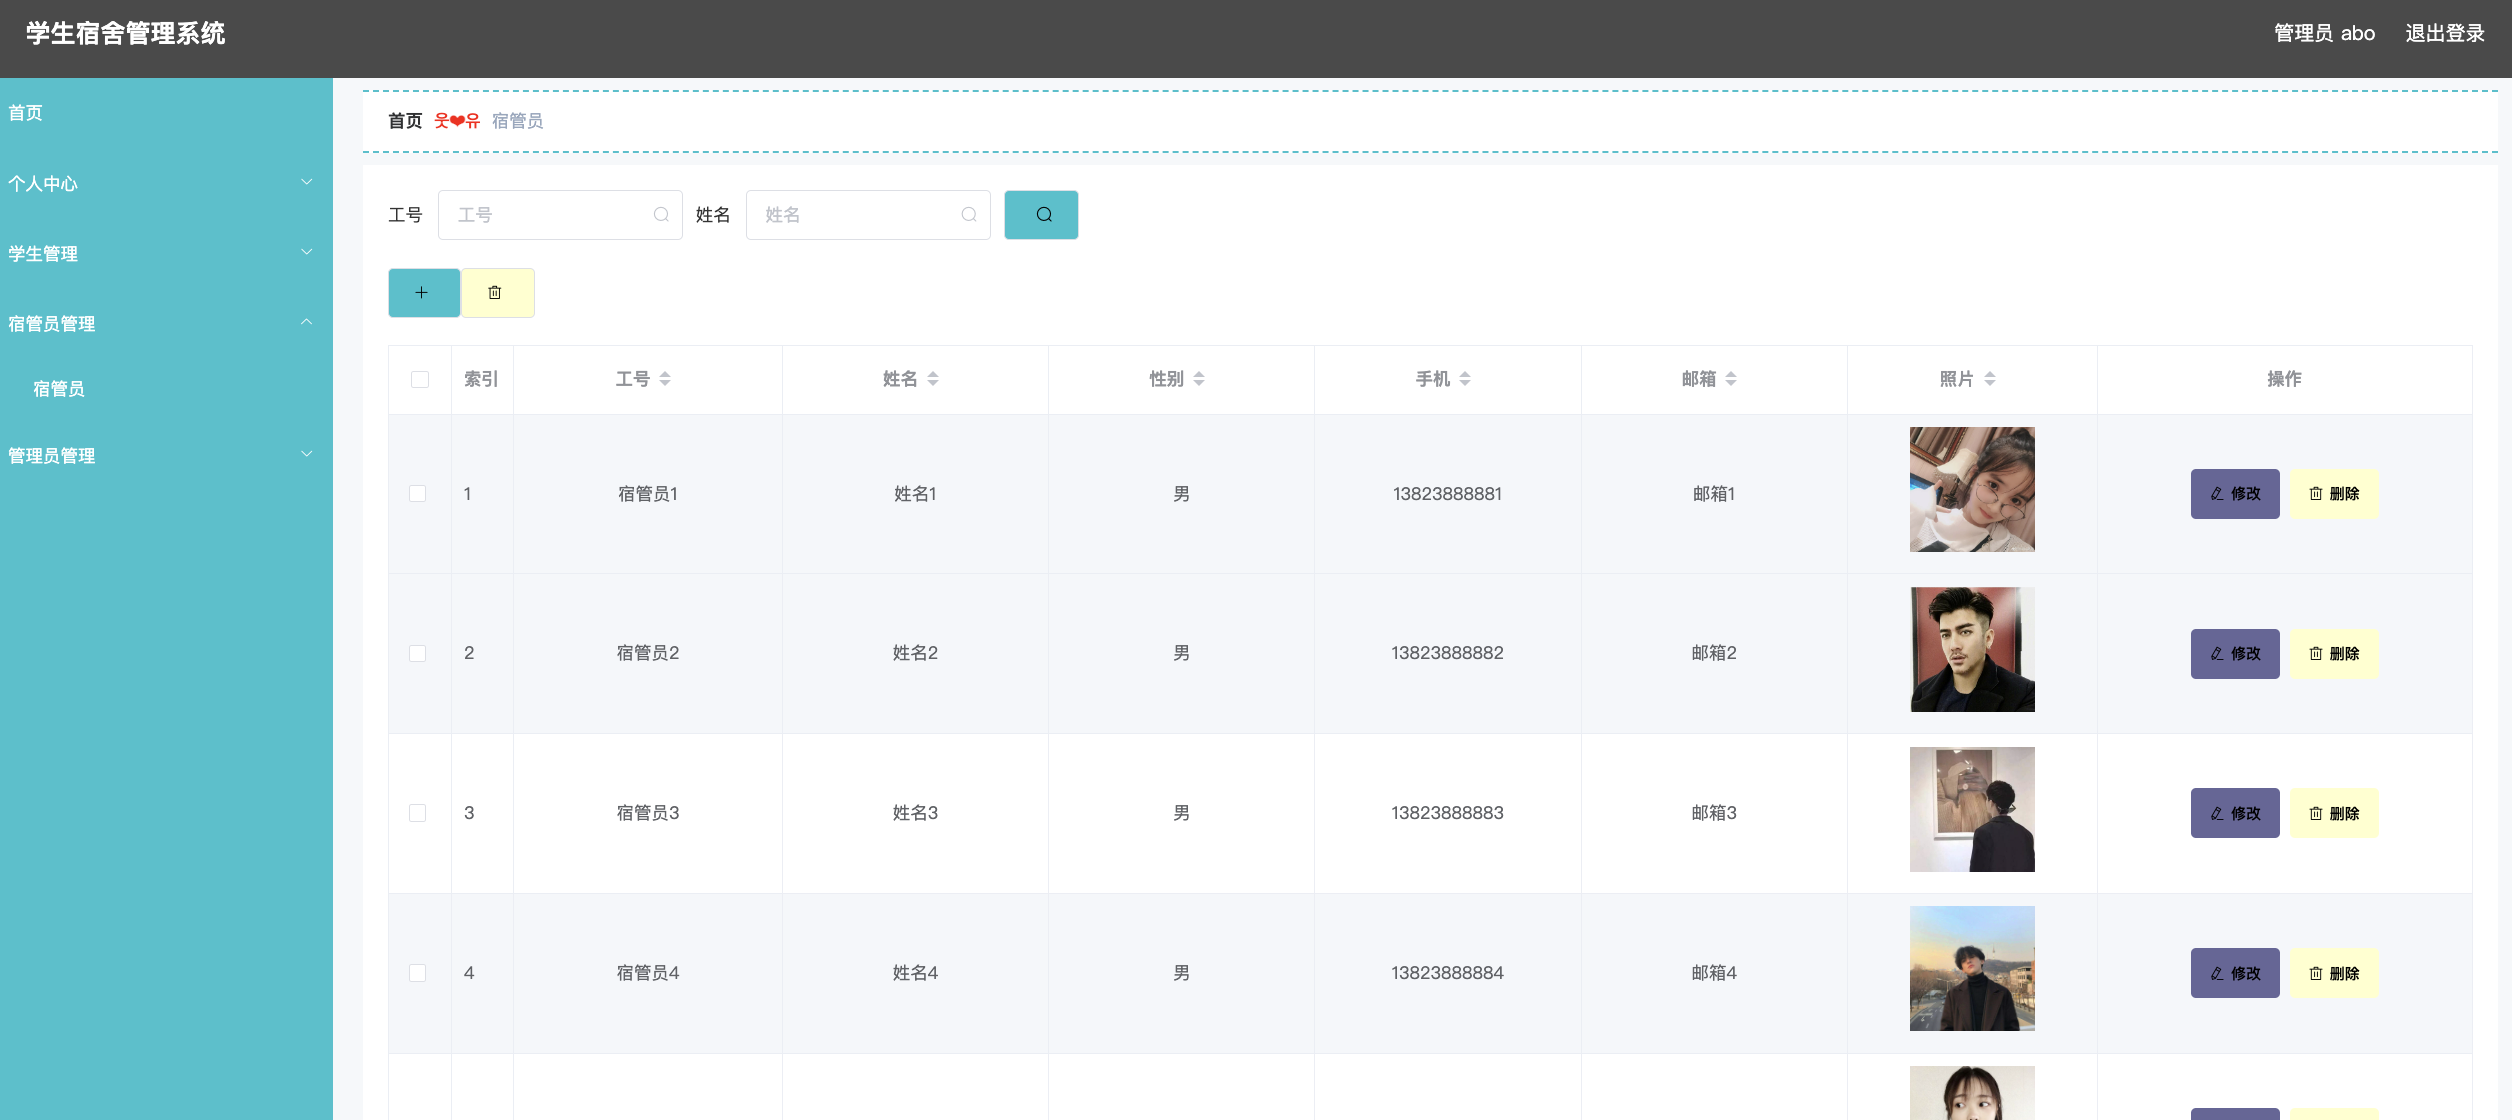 学生宿舍管理系统
管理员 abo 退出登录
首页
个人中心
学生管理
宿管员管理
宿管员
管理员管理
首页 웃❤유 宿管员
工号 工号 姓名 姓名
索引 工号 姓名 性别 手机 邮箱 照片 操作
1 宿管员1 姓名1 男 13823888881 邮箱1 修改 删除
2 宿管员2 姓名2 男 13823888882 邮箱2 修改 删除
3 宿管员3 姓名3 男 13823888883 邮箱3 修改 删除
4 宿管员4 姓名4 男 13823888884 邮箱4 修改 删除